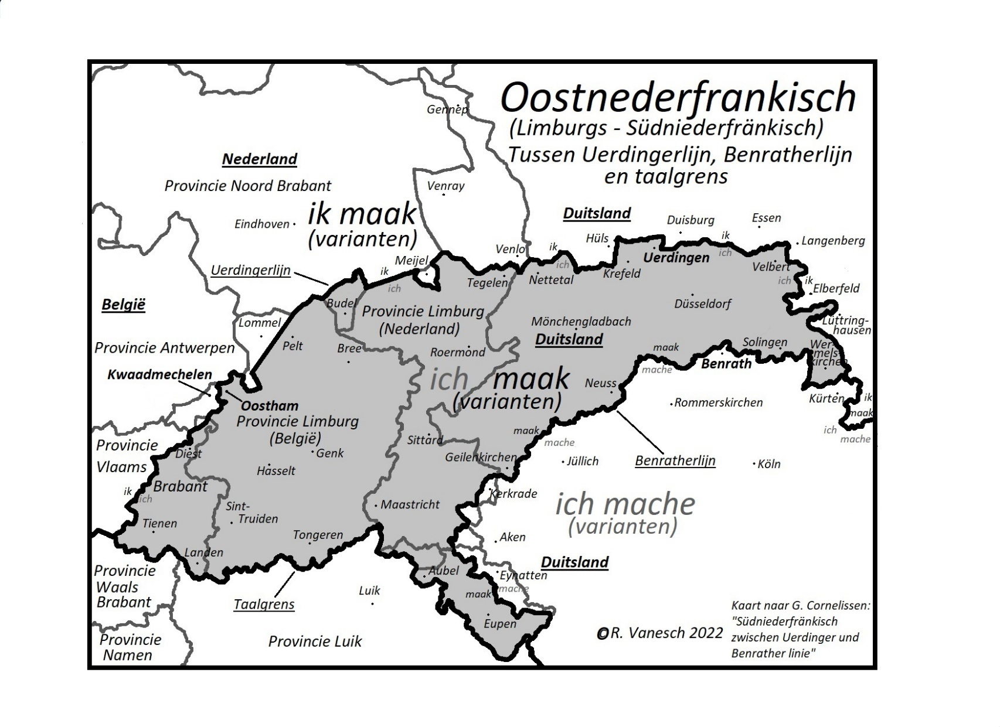 Oostnederfrankisch
(Limburgs - Südniederfränkisch)
Tussen Uerdingerlijn, Benratherlijn
en taalgrens
Gennep
Nederland
Provincie Noord Brabant
Venray
ik maak
(varianten)
Eindhoven
Duitsland
Duisburg
Essen
Hüls
ik
Langenberg
Venlo
ik
ich
Uerdingen
Meijel
ich
Velbert
Uerdingerlijn
ik
ich
Krefeld
Tegelen
Nettetal
ich
ik
Elberfeld
België
Budel
Provincie Limburg
(Nederland)
Düsseldorf
Lommel
Mönchengladbach
Lüttring-
hausen
Duitsland
Provincie Antwerpen
Pelt
Bree
Roermond
maak
Solingen
Wer-
mels-
kirchen
mache
Benrath
Kwaadmechelen
ich maak
(varianten)
Neuss
Oostham
Rommerskirchen
Kürten
ik
maak
Provincie Limburg
(België)
ich
mache
Sittard
maak
mache
Provincie
Vlaams
Brabant
Diest
Genk
Geilenkirchen
Jüllich
Benratherlijn
Köln
Hasselt
ik
ich
Kerkrade
ich mache
(varianten)
Sint-
Truiden
Maastricht
Tienen
Tongeren
Aken
Landen
Duitsland
Provincie
Waals
Brabant
Aubel
Eynatten
maak
mache
Luik
Taalgrens
Eupen
Provincie
Namen
Provincie Luik
©R. Vanesch 2022
Kaart naar G. Cornelissen:
"Südniederfränkisch
zwischen Uerdinger und
Benrather linie"